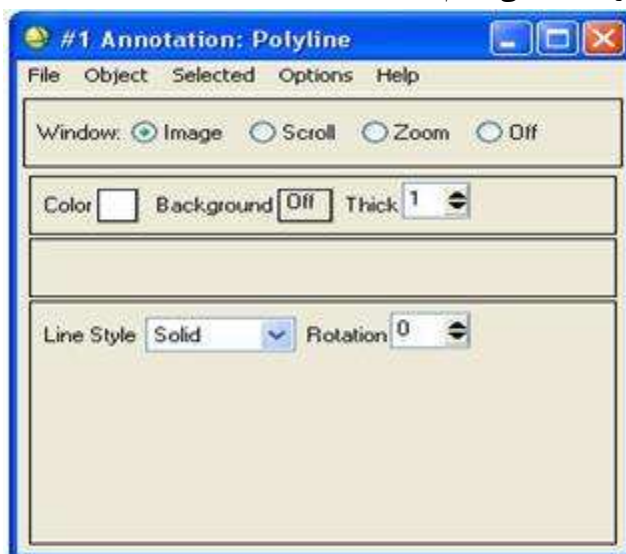 #1 Annotation: Polyline
File Object Selected Options Help
Window: Image Scroll Zoom Off
Color Background Off Thick 1
Line Style Solid Rotation 0